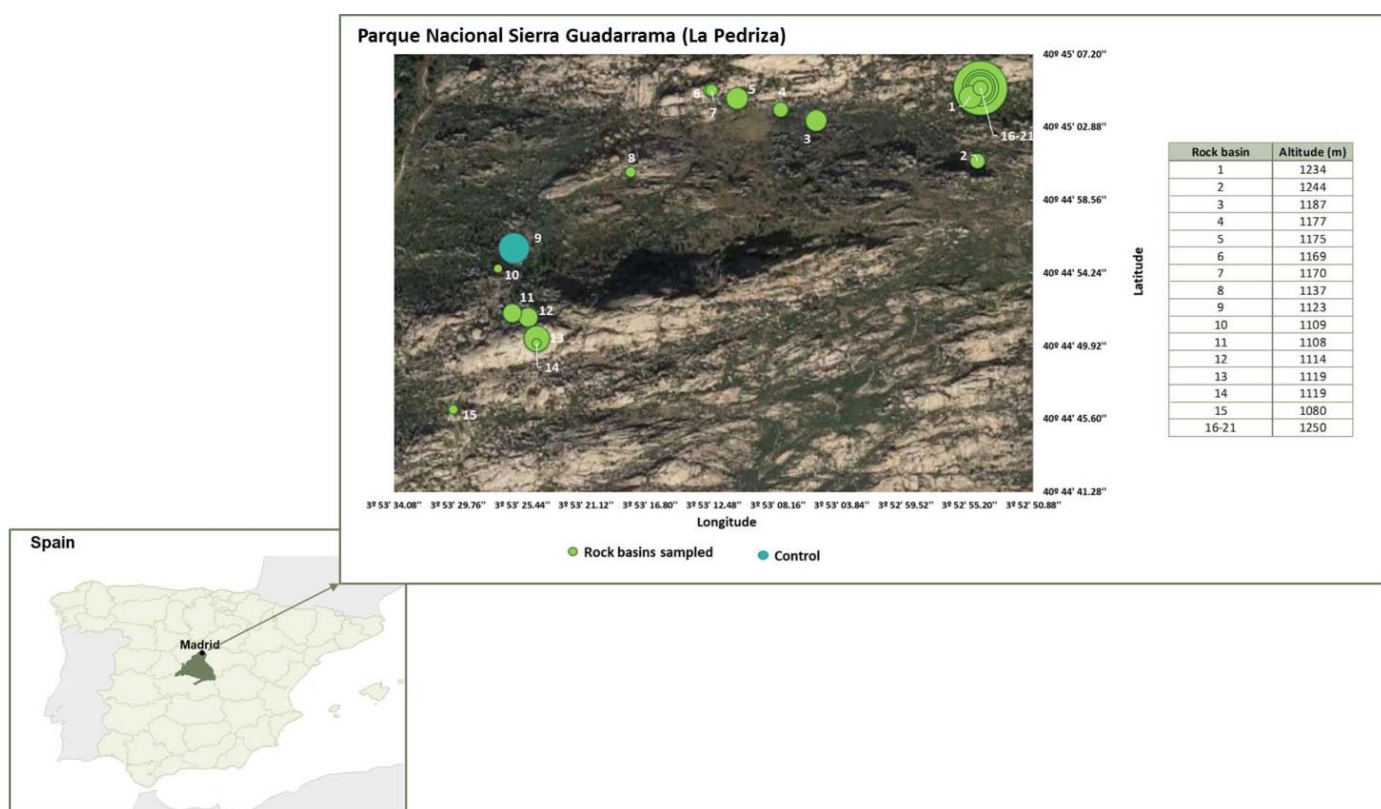 Parque Nacional Sierra Guadarrama (La Pedriza)
6
7
5
4
3
1
16-21
2
8
9
10
11
12
13
14
15
40º 45 07.20"
40º 45 02.88"
40º 44 58.56"
40º 44 54.24"
40º 44 49.92"
40º 44' 45.60"
40º 44' 41.28"
Latitude
3º 53' 34.08" 3º 53' 29.76" 3º 53' 25.44" 3º 53' 21.12" 3º 53' 16.80" 3º 53' 12.48" 3º 53' 08.16" 3º 53' 03.84" 3º 52' 59.52" 3º 52' 55.20" 3º 52' 50.88"
Longitude
Rock basins sampled Control
Rock basin Altitude (m)
1 1234
2 1244
3 1187
4 1177
5 1175
6 1169
7 1170
8 1137
9 1123
10 1109
11 1108
12 1114
13 1119
14 1119
15 1080
16-21 1250
Spain
Madrid